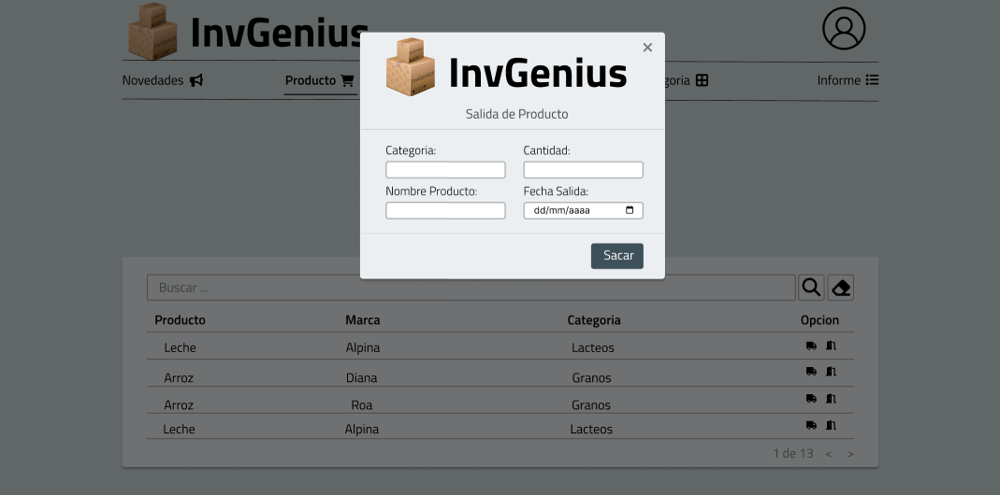 InvGenius
×
InvGenius
Novedades Producto goria Informe
Salida de Producto
Categoria: Cantidad:
Nombre Producto: Fecha Salida:
dd/mm/aaaa
Sacar
Buscar ...
Producto Marca Categoria Opcion
Leche Alpina Lacteos
Arroz Diana Granos
Arroz Roa Granos
Leche Alpina Lacteos
1 de 13 < >